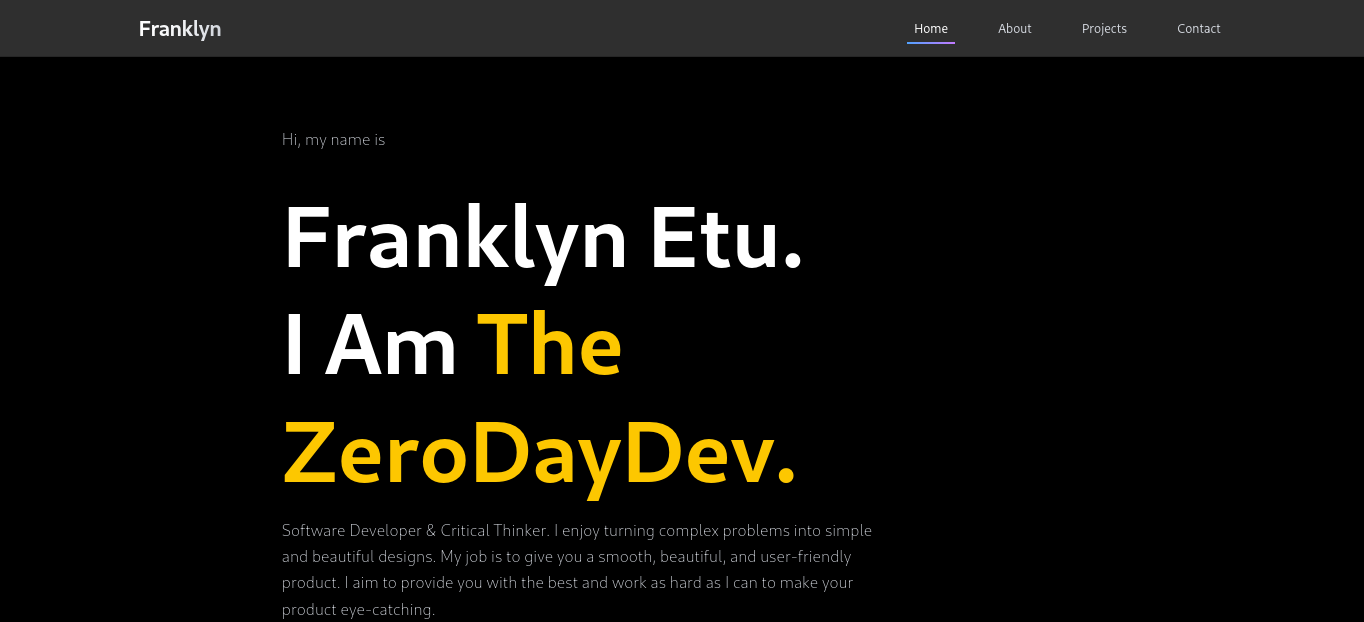 Franklyn
Home About Projects Contact
Hi, my name is
Franklyn Etu.
I Am The
ZeroDayDev.
Software Developer & Critical Thinker. I enjoy turning complex problems into simple
and beautiful designs. My job is to give you a smooth, beautiful, and user-friendly
product. I aim to provide you with the best and work as hard as I can to make your
product eye-catching.